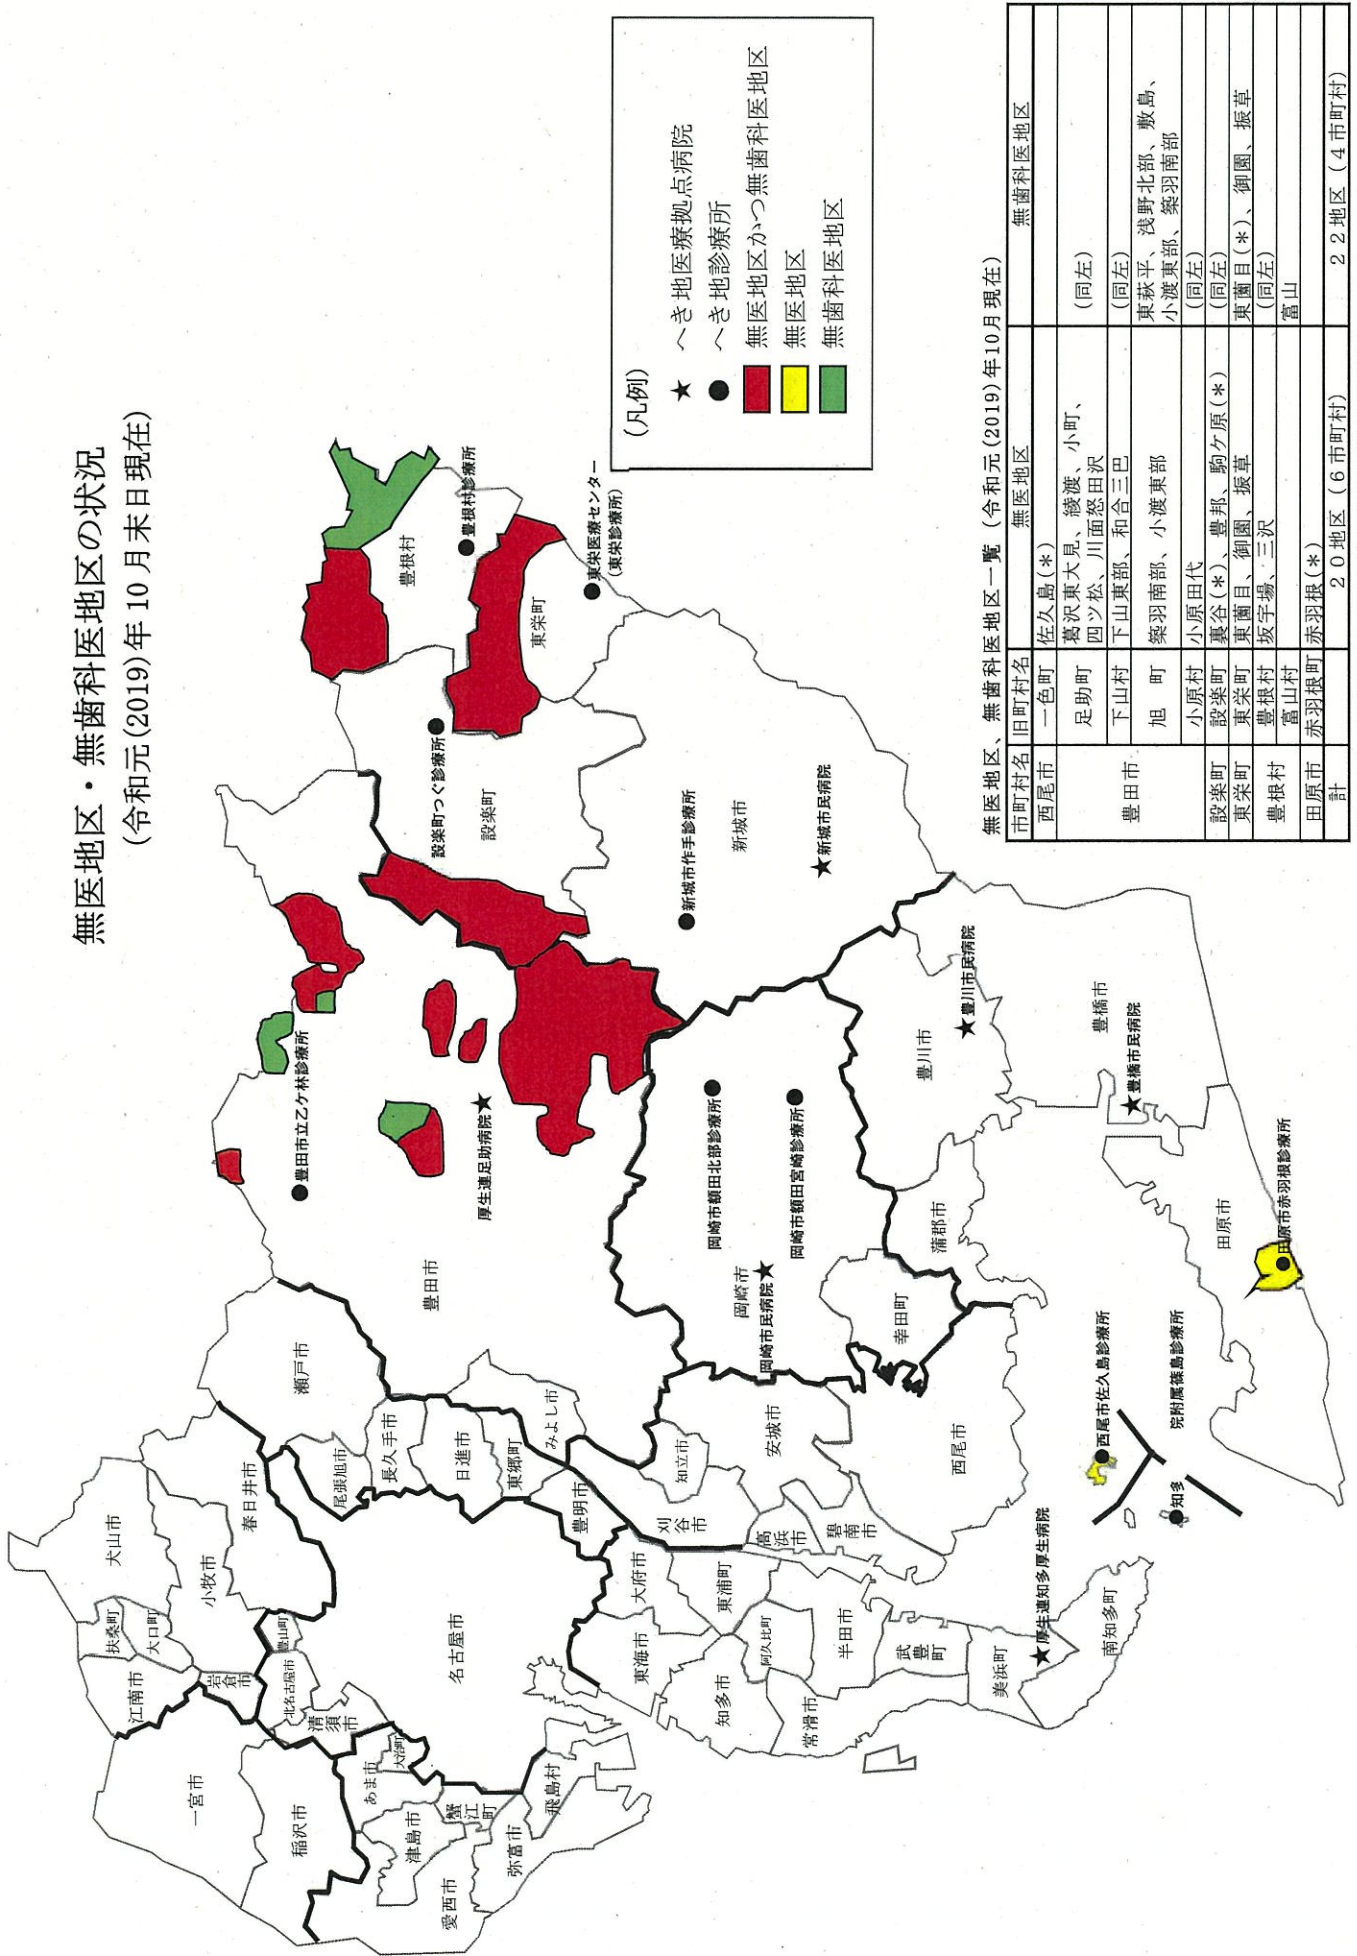 無医地区・無歯科医地区の状況
(令和元(2019)年10月末日現在)
(凡例)
★ へき地医療拠点病院
● へき地診療所
無医地区かつ無歯科医地区
無医地区
無歯科医地区
犬山市
扶桑町
大口町
江南市
小牧市
春日井市
岩倉市
豊山町
北名古屋市
清須市
一宮市
稲沢市
あま市
大治町
津島市
蟹江町
愛西市
弥富市
飛島村
名古屋市
瀬戸市
尾張旭市
長久手市
日進市
東郷町
みよし市
豊明市
豊田市
豊田市立乙ケ林診療所
厚生連足助病院
設楽町つぐ診療所
設楽町
豊根村
豊根村診療所
東栄町
東栄医療センター
(東栄診療所)
新城市作手診療所
新城市
新城市民病院
岡崎市額田北部診療所
岡崎市額田宮崎診療所
岡崎市
岡崎市民病院
幸田町
蒲郡市
豊川市
豊川市民病院
豊橋市
豊橋市民病院
田原市
田原市赤羽根診療所
刈谷市
知立市
安城市
高浜市
碧南市
西尾市
西尾市佐久島診療所
大府市
東海市
東浦町
知多市
阿久比町
半田市
常滑市
武豊町
美浜町
厚生連知多厚生病院
南知多町
知多
院附属篠島診療所
無医地区、無歯科医地区一覧 (令和元(2019)年10月現在)
市町村名 旧町村名 無医地区 無歯科医地区
西尾市 一色町 佐久島(*)
豊田市 足助町 葛沢東大見、綾渡、小町、
四ツ松、川面怒田沢 (同左)
下山村 下山東部、和合三巴 (同左)
旭町 築羽南部、小渡東部 東萩平、浅野北部、敷島、
小渡東部、築羽南部
小原村 小原田代 (同左)
設楽町 設楽町 裏谷(*)、豊邦、駒ケ原(*) (同左)
東栄町 東栄町 東薗目、御園、振草 東薗目(*)、御園、振草
豊根村 豊根村 坂宇場、三沢 (同左)
富山村 富山
田原市 赤羽根町 赤羽根(*)
計 20地区(6市町村) 22地区(4市町村)